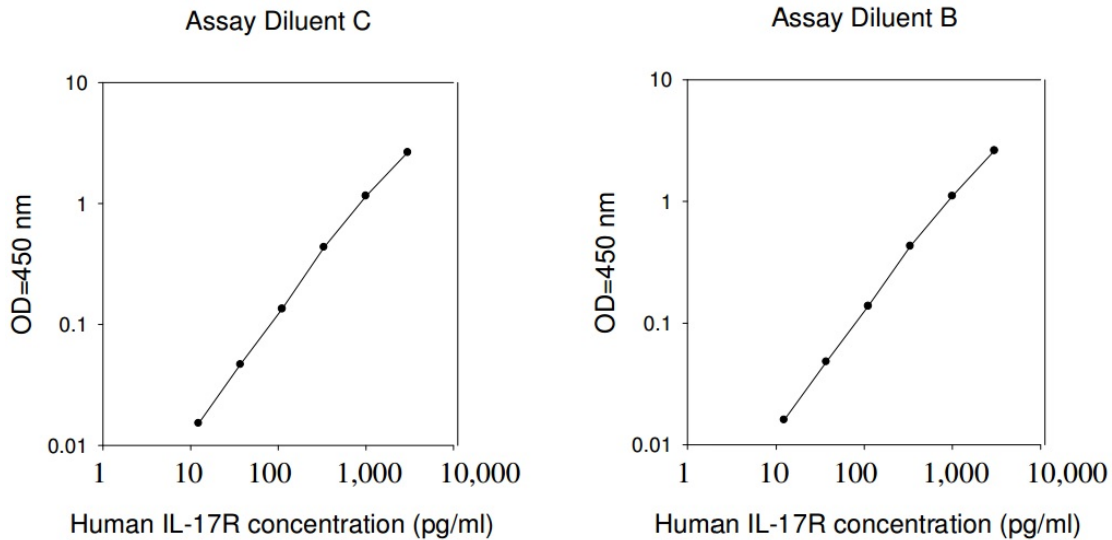 Assay Diluent C
10
1
0.1
0.01
OD=450 nm
1 10 100 1,000 10,000
Human IL-17R concentration (pg/ml)
Assay Diluent B
10
1
0.1
0.01
OD=450 nm
1 10 100 1,000 10,000
Human IL-17R concentration (pg/ml)